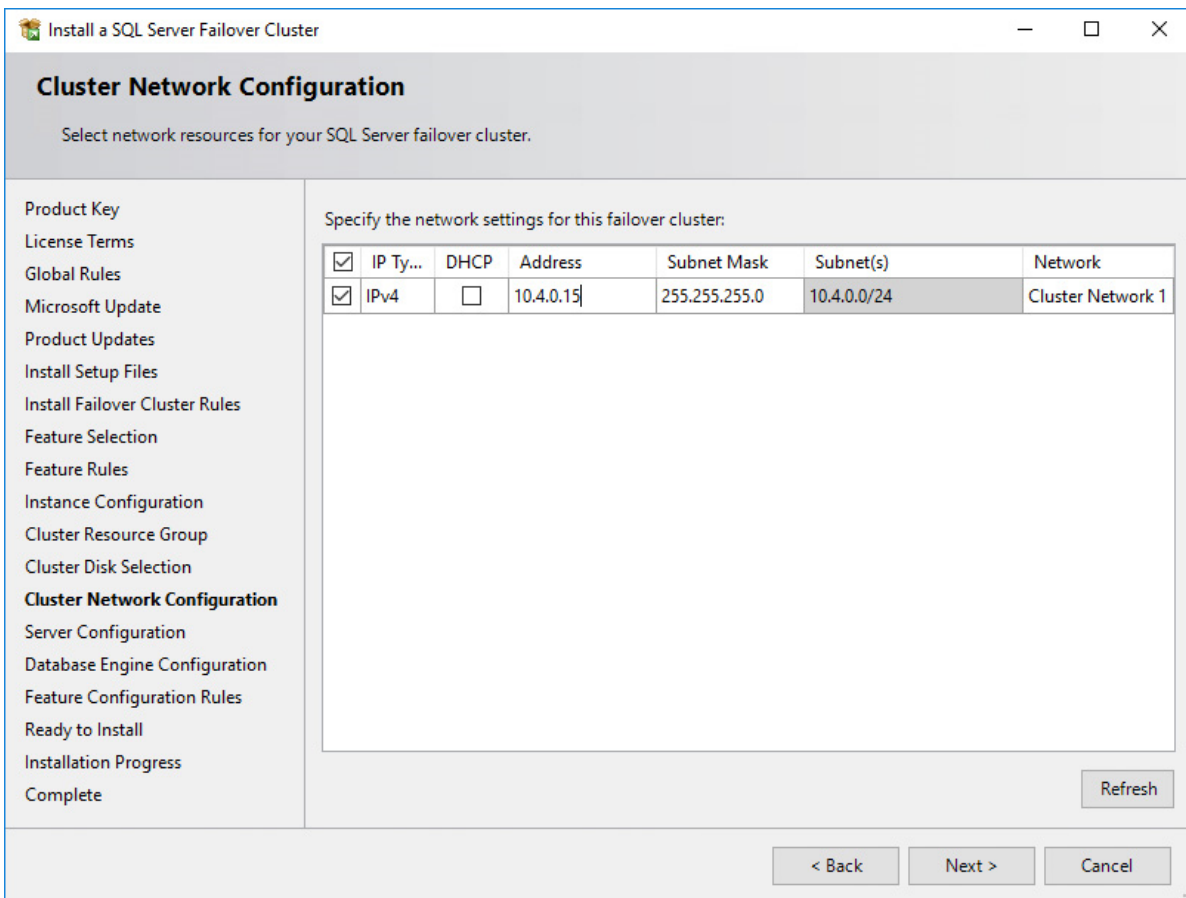 Install a SQL Server Failover Cluster
Cluster Network Configuration
Select network resources for your SQL Server failover cluster.
Product Key
License Terms
Global Rules
Microsoft Update
Product Updates
Install Setup Files
Install Failover Cluster Rules
Feature Selection
Feature Rules
Instance Configuration
Cluster Resource Group
Cluster Disk Selection
Cluster Network Configuration
Server Configuration
Database Engine Configuration
Feature Configuration Rules
Ready to Install
Installation Progress
Complete
Specify the network settings for this failover cluster:
IP Ty... DHCP Address Subnet Mask Subnet(s) Network
IPv4 10.4.0.15 255.255.255.0 10.4.0.0/24 Cluster Network 1
Refresh
< Back Next > Cancel